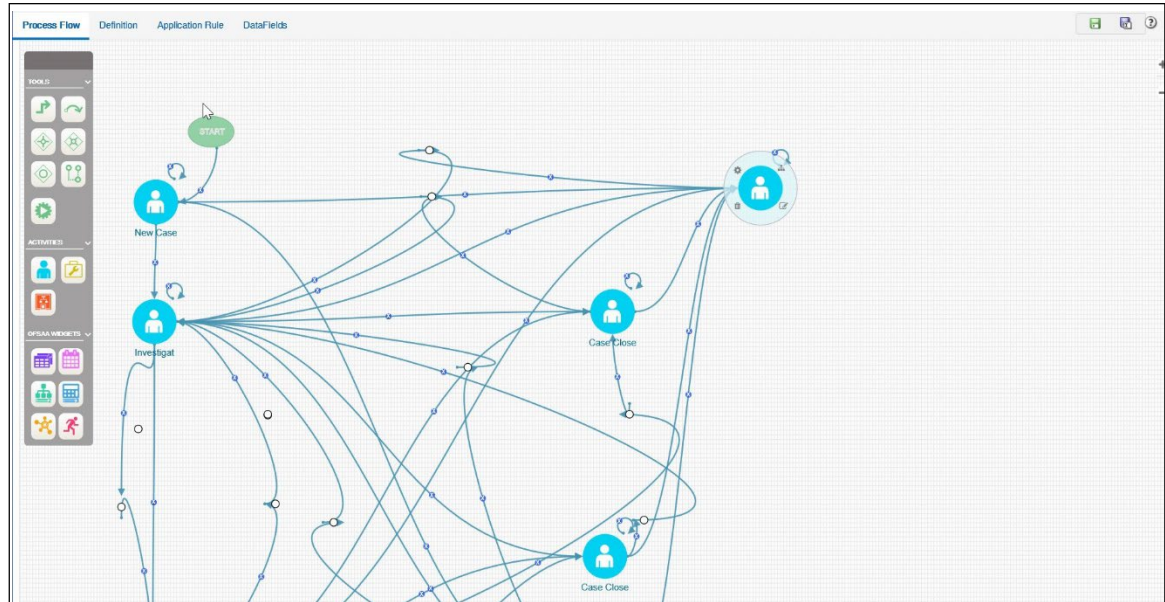 Process Flow Definition Application Rule DataFields
TOOLS
START
New Case
ACTIVITIES
Investigat
Case Close
OFSAA WIDGETS
Case Close